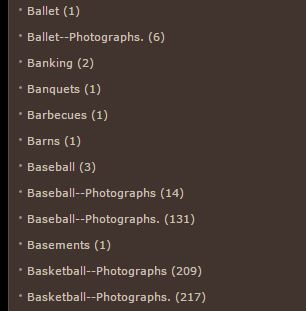 Ballet (1)
Ballet--Photographs. (6)
Banking (2)
Banquets (1)
Barbecues (1)
Barns (1)
Baseball (3)
Baseball--Photographs (14)
Baseball--Photographs. (131)
Basements (1)
Basketball--Photographs (209)
Basketball--Photographs. (217)